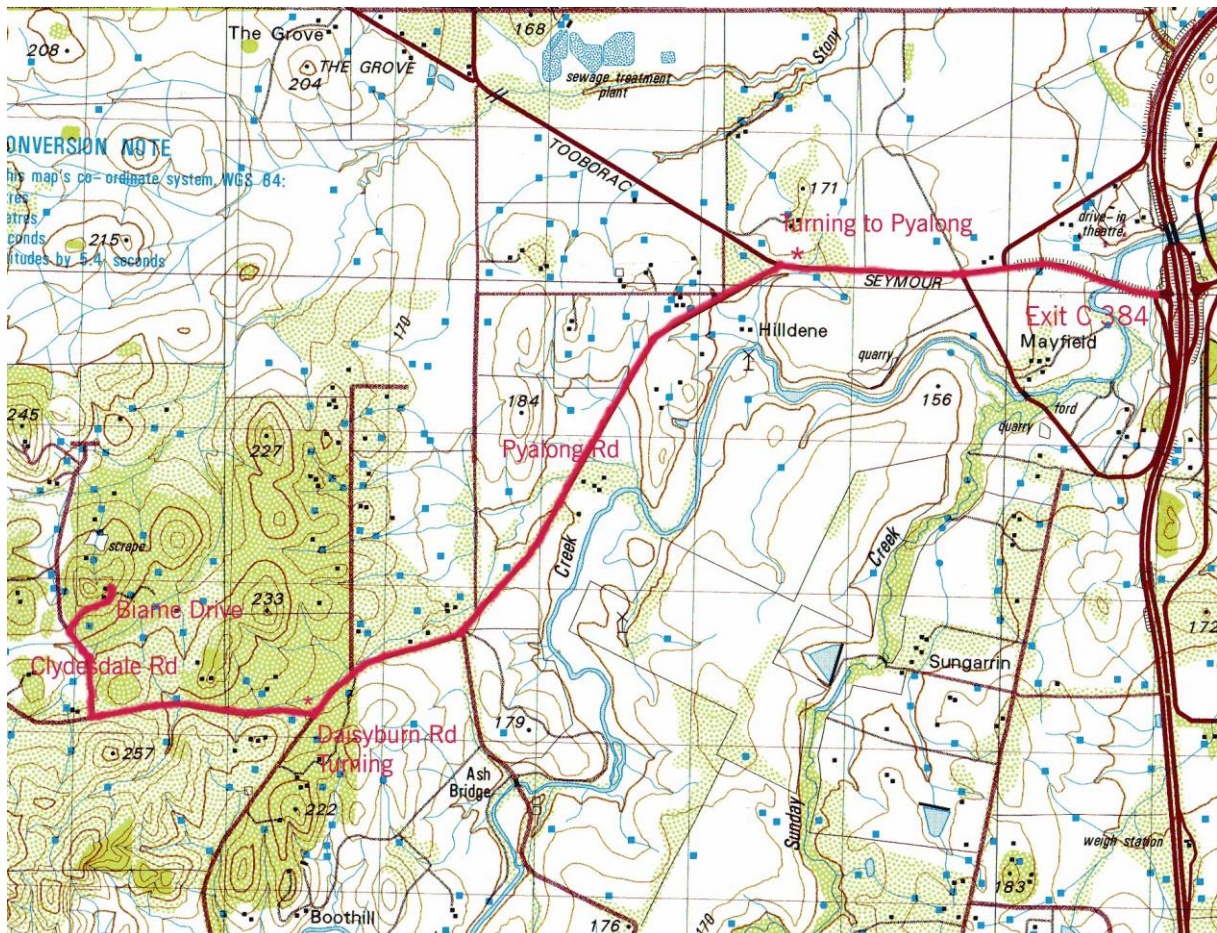 The Grove
168
208
THE GROVE
204
Stony
sewage treatment
plant
ONVERSION NOTE
his map's co-ordinate system, WGS 84:
res
etres
conds
itudes by 5.4 seconds
215
TOOBORAC
171
drive-in
theatre
Turning to Pyalong
*
SEYMOUR
Exit C 384
170
Hilldene
Mayfield
quarry
184
156
ford
quarry
245
227
Pyalong Rd
scrape
Creek
Creek
Biame Drive
233
172
Clydesdale Rd
Sungarrin
*
Daisyburn Rd
Turning
179
257
Ash
Bridge
222
Sunday
weigh station
183
Boothill
176
170